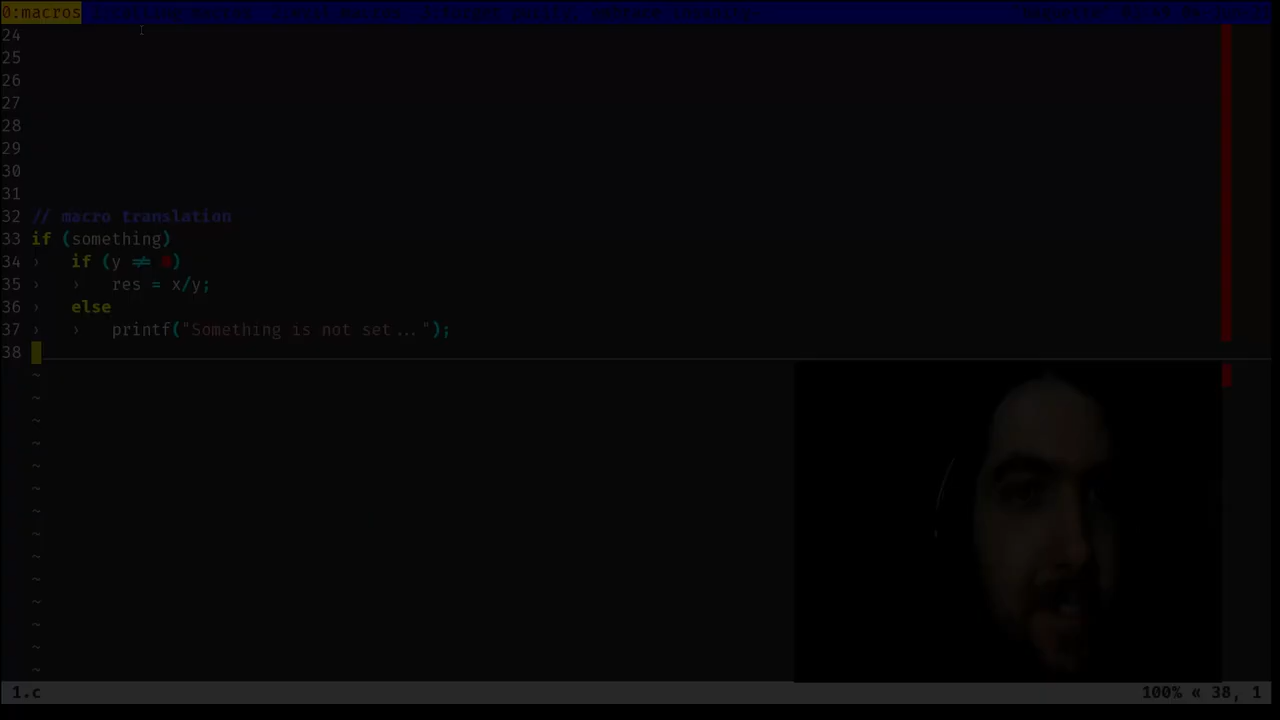 0:macros
24
25
26
27
28
29
30
31
32 // macro translation
33 if (something)
34 › if (y ≠ )
35 › › res = x/y;
36 › else
37 › › printf("Something is not set...");
38
~
~
~
~
~
~
~
~
~
~
~
~
~
~
1.c 100% « 38, 1